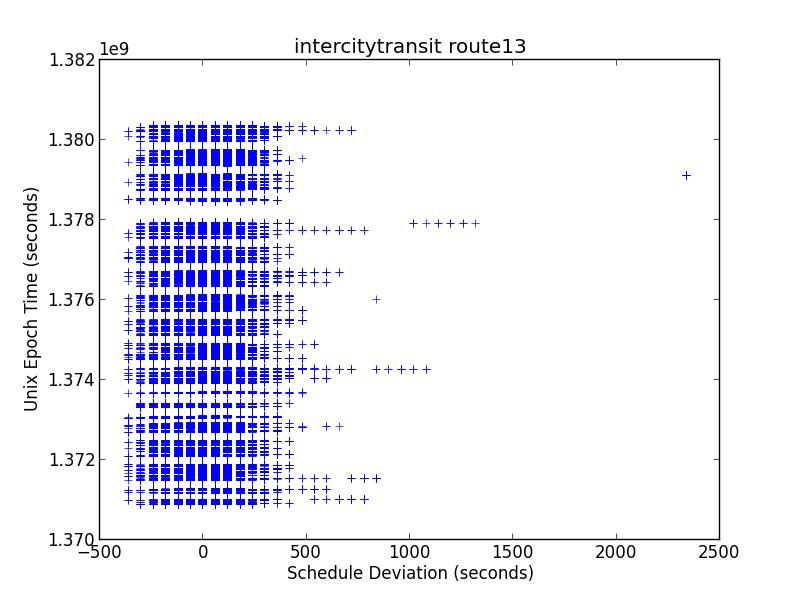 intercitytransit route13
1e9
1.382
1.380
1.378
1.376
1.374
1.372
1.370
Unix Epoch Time (seconds)
−500 0 500 1000 1500 2000 2500
Schedule Deviation (seconds)